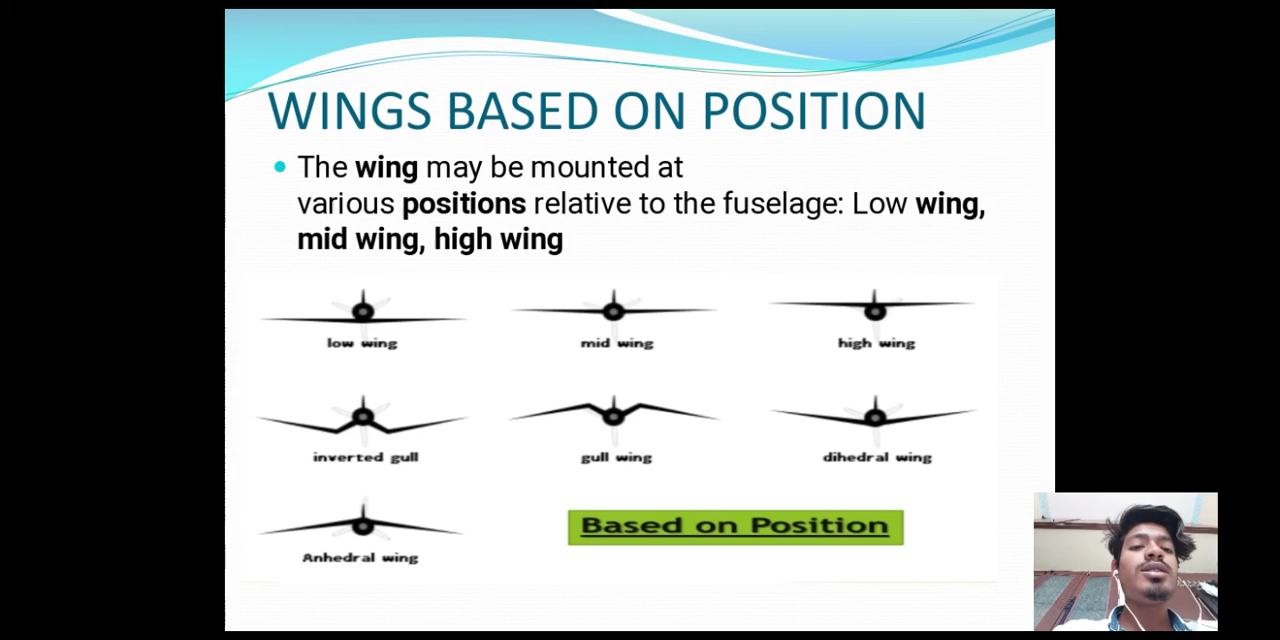 WINGS BASED ON POSITION
The wing may be mounted at
various positions relative to the fuselage: Low wing,
mid wing, high wing
low wing
mid wing
high wing
inverted gull
gull wing
dihedral wing
Anhedral wing
Based on Position